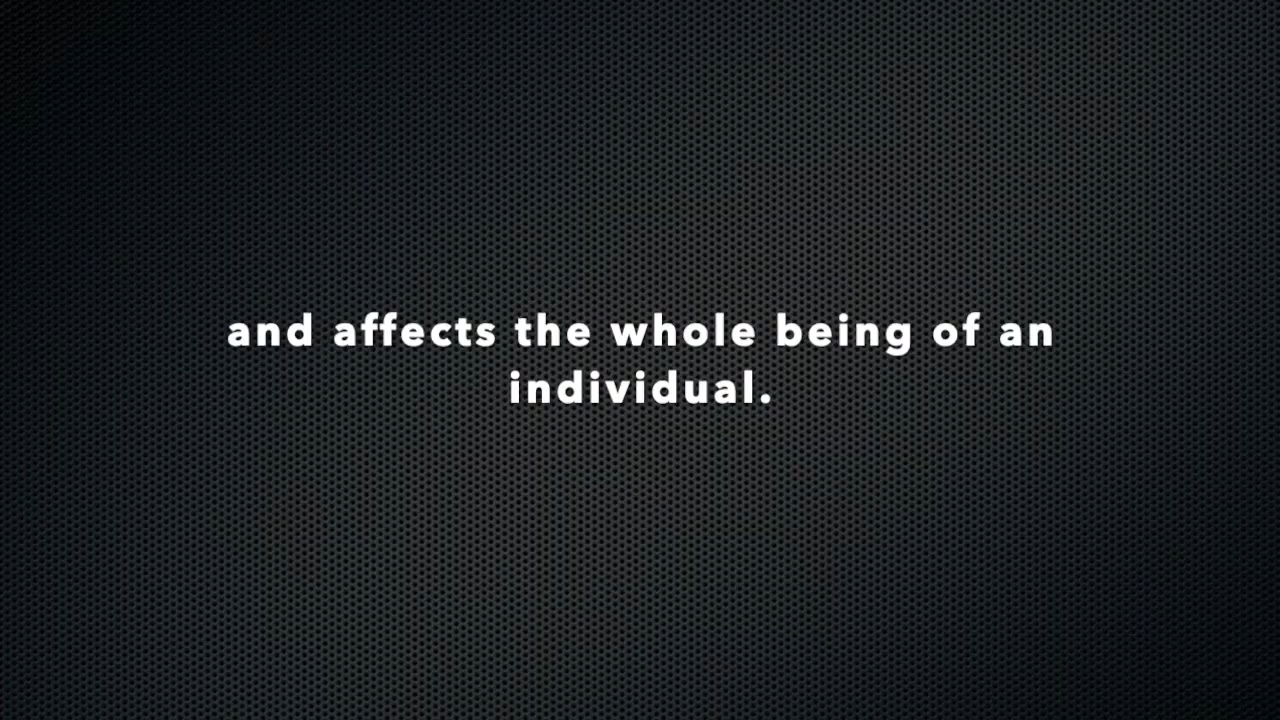 and affects the whole being of an
individual.